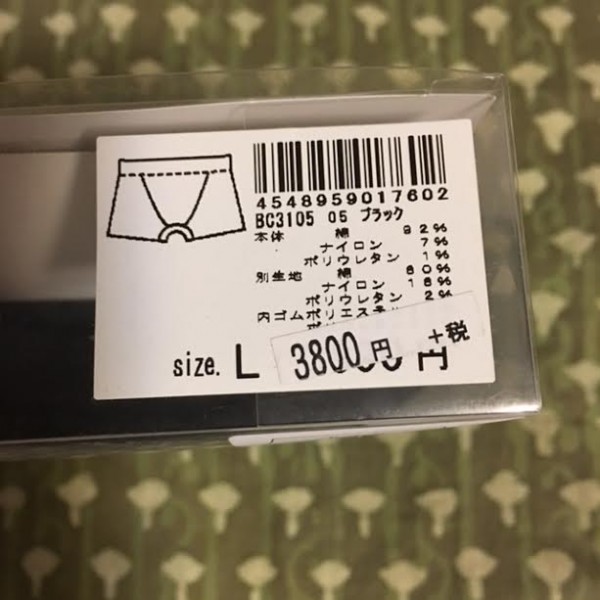 4548959017602
BC3105 05 ブラック
本体 綿 92%
ナイロン 7%
ポリウレタン 1%
別生地 綿 80%
ナイロン 18%
ポリウレタン 2%
内ゴムポリエステル
size. L 3800円 +税
円